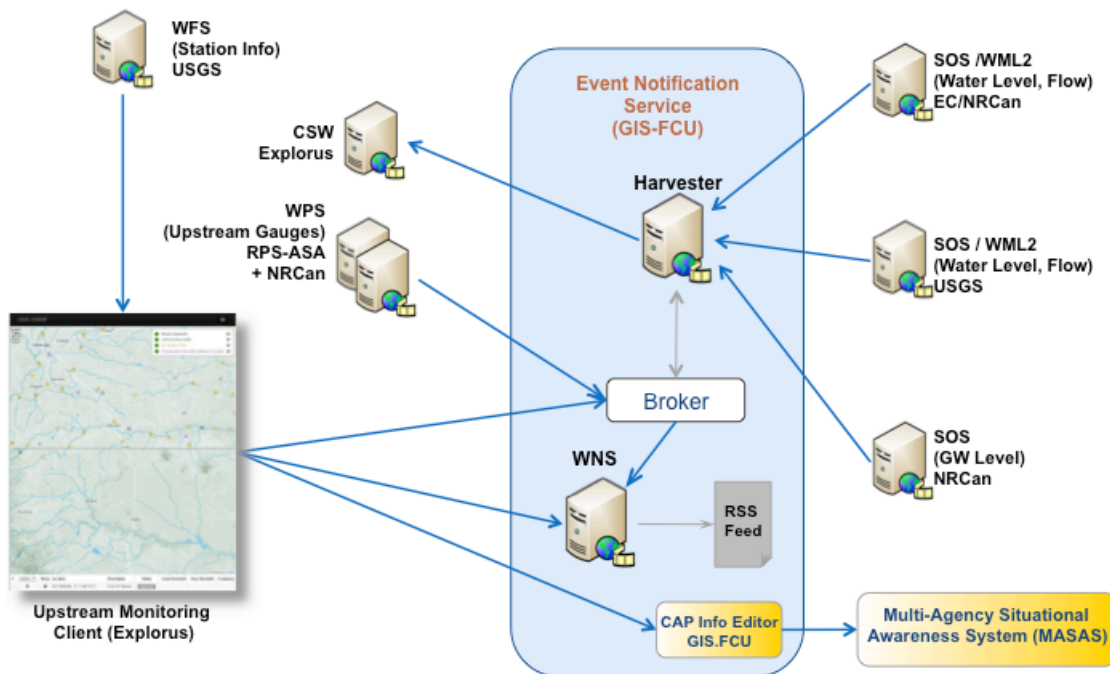 WFS
(Station Info)
USGS
Event Notification
Service
(GIS-FCU)
SOS /WML2
(Water Level, Flow)
EC/NRCan
CSW
Explorus
Harvester
WPS
(Upstream Gauges)
RPS-ASA
+ NRCan
SOS / WML2
(Water Level, Flow)
USGS
Broker
WNS
RSS
Feed
SOS
(GW Level)
NRCan
Upstream Monitoring
Client (Explorus)
CAP Info Editor
GIS.FCU
Multi-Agency Situational
Awareness System (MASAS)